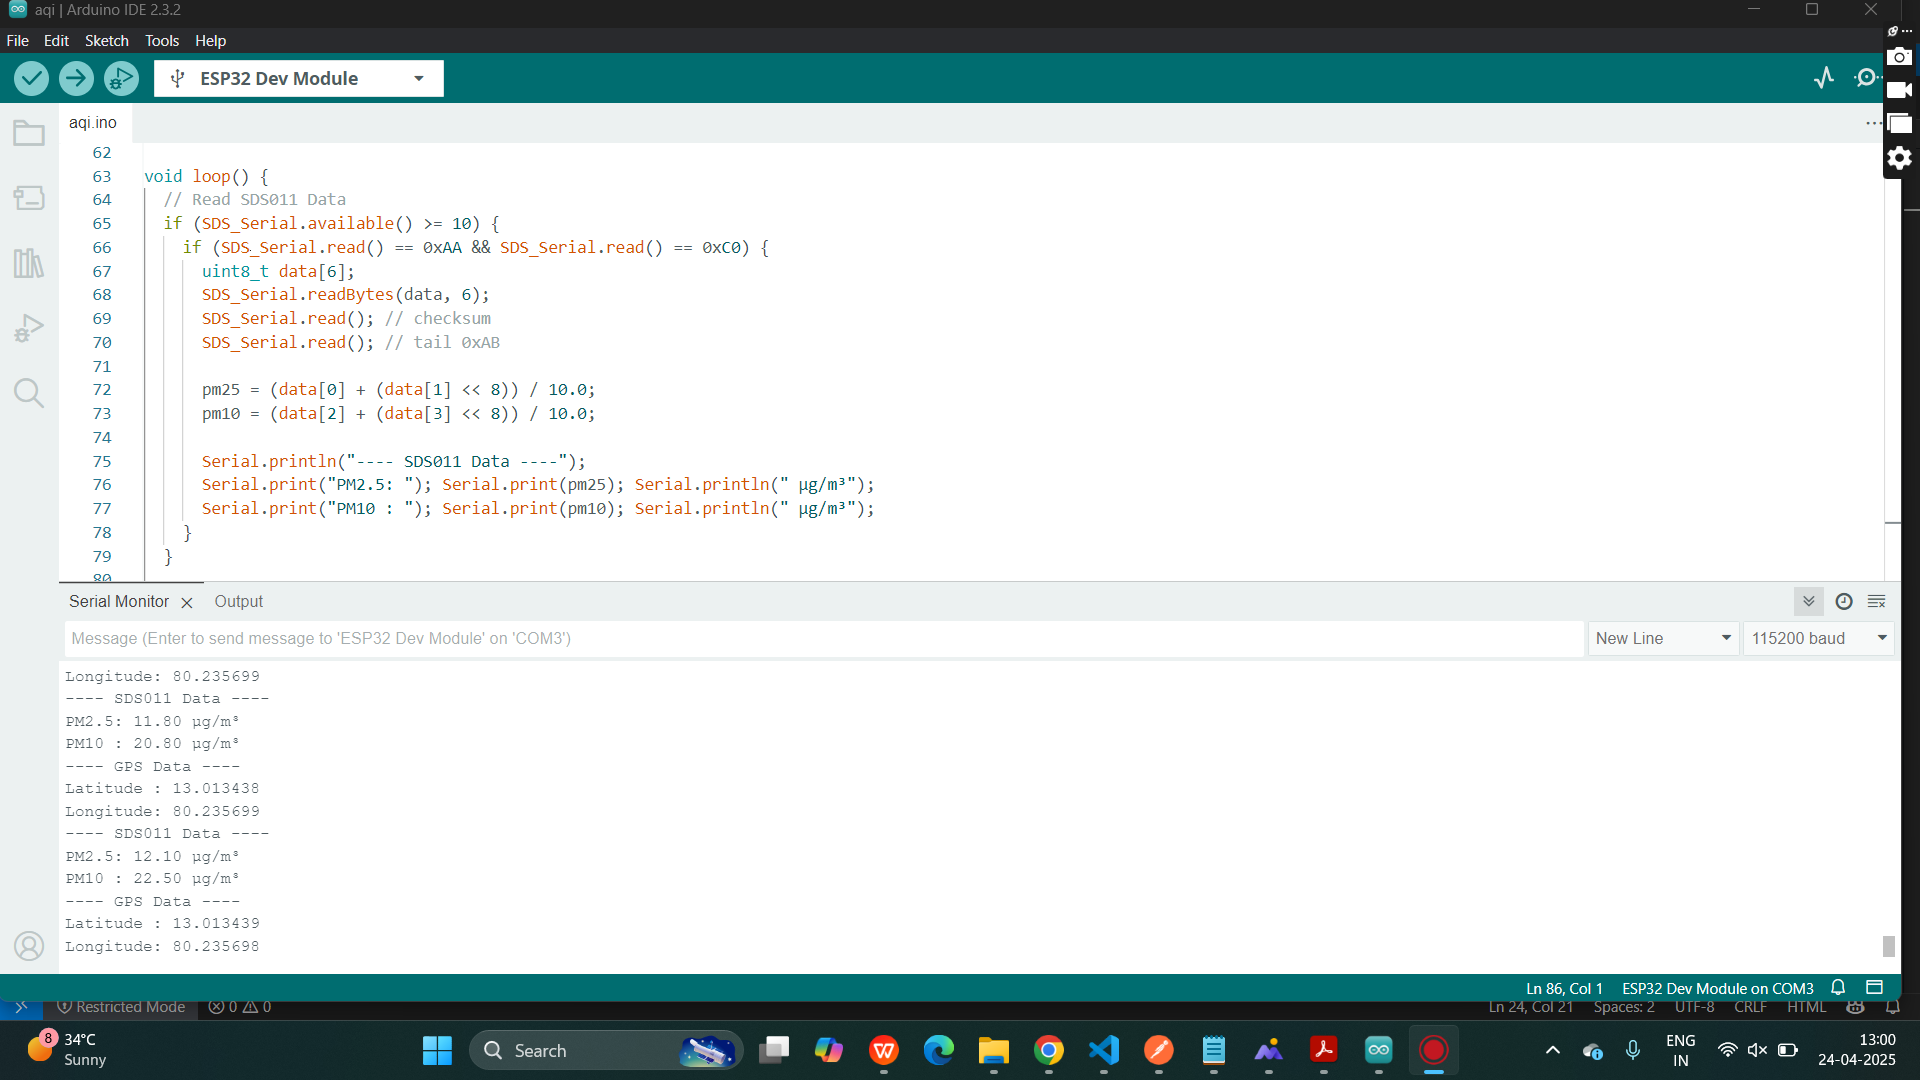 aqi | Arduino IDE 2.3.2
File Edit Sketch Tools Help
ESP32 Dev Module
aqi.ino
62
63 void loop() {
64 // Read SDS011 Data
65 if (SDS_Serial.available() >= 10) {
66 if (SDS_Serial.read() == 0xAA && SDS_Serial.read() == 0xC0) {
67 uint8_t data[6];
68 SDS_Serial.readBytes(data, 6);
69 SDS_Serial.read(); // checksum
70 SDS_Serial.read(); // tail 0xAB
71
72 pm25 = (data[0] + (data[1] << 8)) / 10.0;
73 pm10 = (data[2] + (data[3] << 8)) / 10.0;
74
75 Serial.println("---- SDS011 Data ----");
76 Serial.print("PM2.5: "); Serial.print(pm25); Serial.println(" µg/m³");
77 Serial.print("PM10 : "); Serial.print(pm10); Serial.println(" µg/m³");
78 }
79 }
80
Serial Monitor Output
Message (Enter to send message to 'ESP32 Dev Module' on 'COM3') New Line 115200 baud
Longitude: 80.235699
---- SDS011 Data ----
PM2.5: 11.80 µg/m³
PM10 : 20.80 µg/m³
---- GPS Data ----
Latitude : 13.013438
Longitude: 80.235699
---- SDS011 Data ----
PM2.5: 12.10 µg/m³
PM10 : 22.50 µg/m³
---- GPS Data ----
Latitude : 13.013439
Longitude: 80.235698
Ln 86, Col 1 ESP32 Dev Module on COM3
Restricted Mode 0 0 Ln 24, Col 21 Spaces: 2 UTF-8 CRLF HTML
8 34°C
Sunny
Search
ENG
IN
13:00
24-04-2025